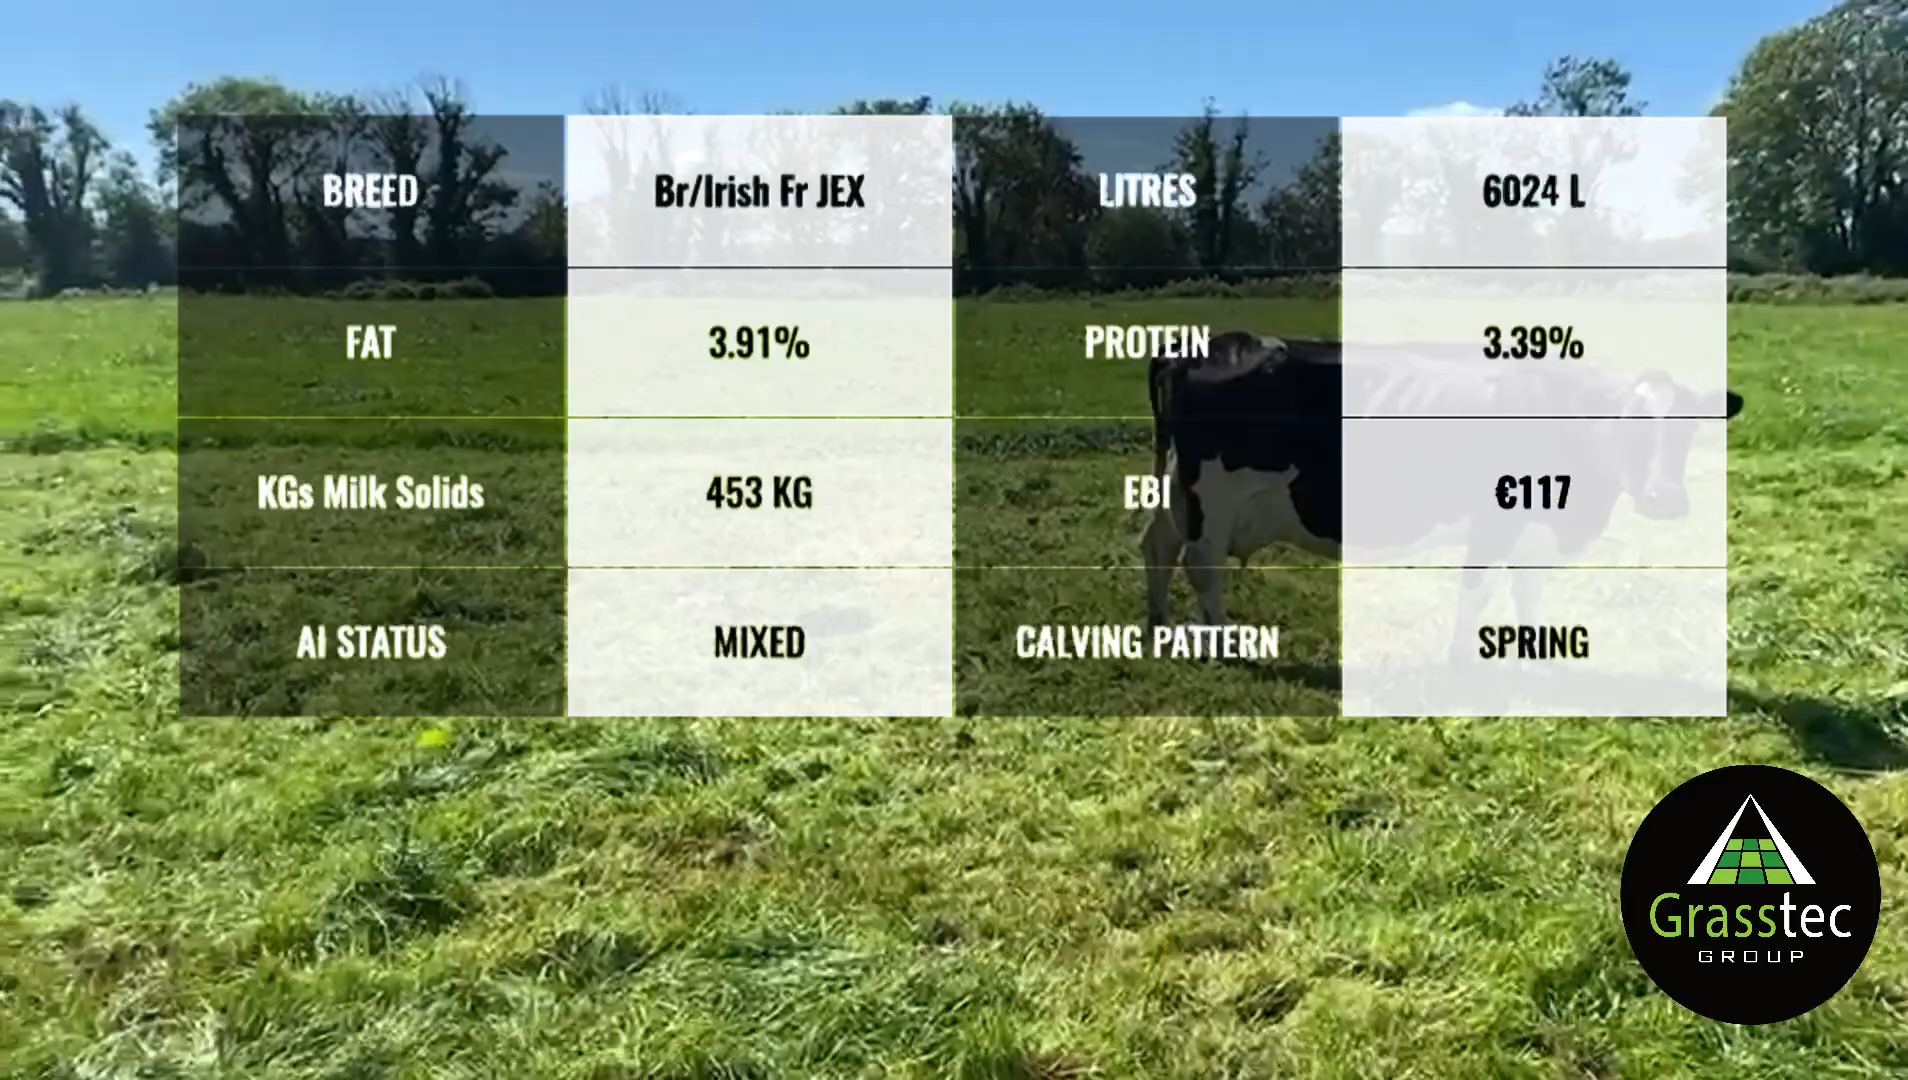 BREED Br/Irish Fr JEX LITRES 6024 L
FAT 3.91% PROTEIN 3.39%
KGs Milk Solids 453 KG EBI €117
AI STATUS MIXED CALVING PATTERN SPRING
Grasstec
GROUP